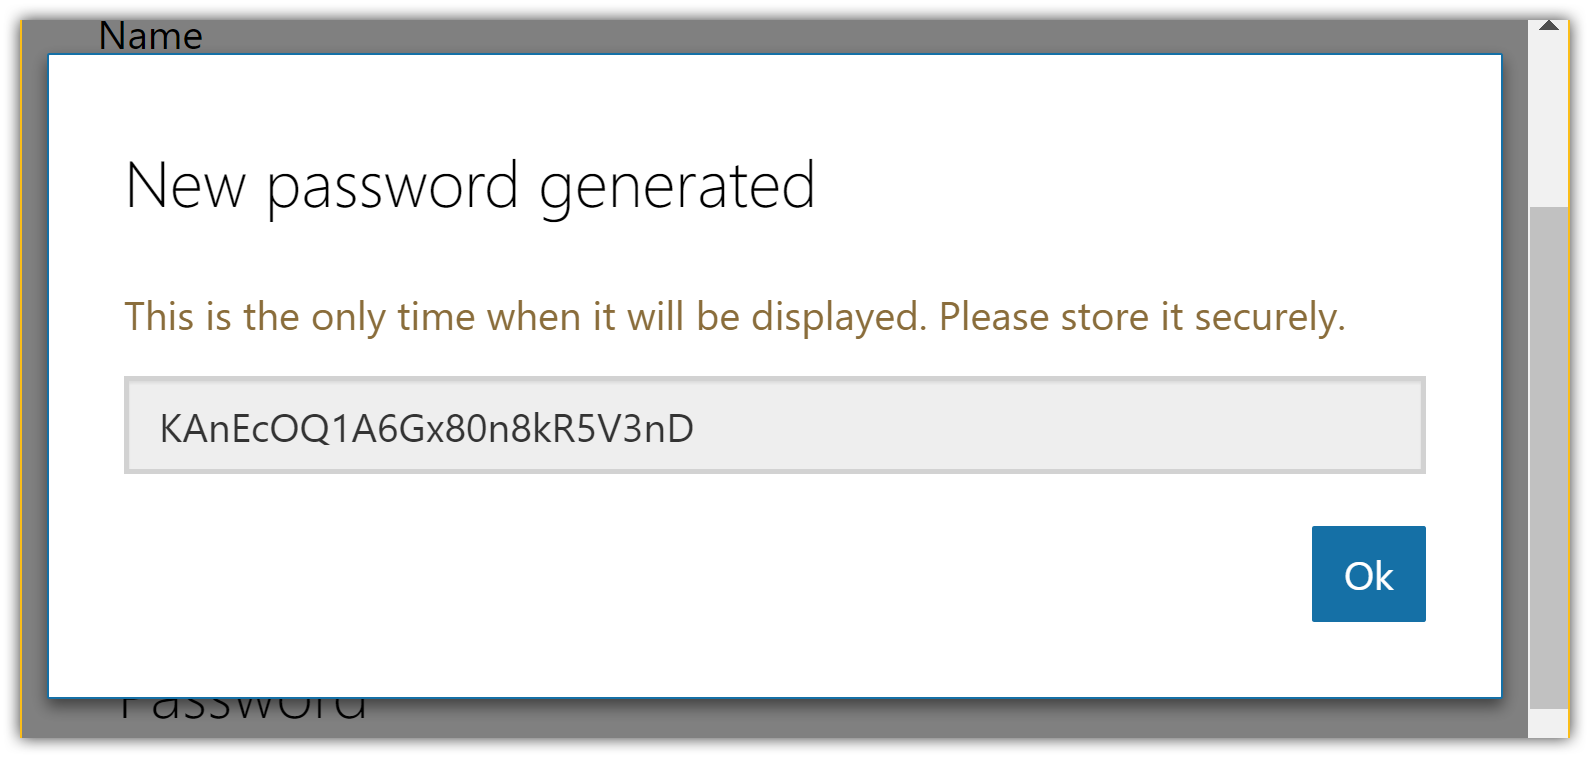 Name
New password generated
This is the only time when it will be displayed. Please store it securely.
KAnEcOQ1A6Gx80n8kR5V3nD
Ok
Password